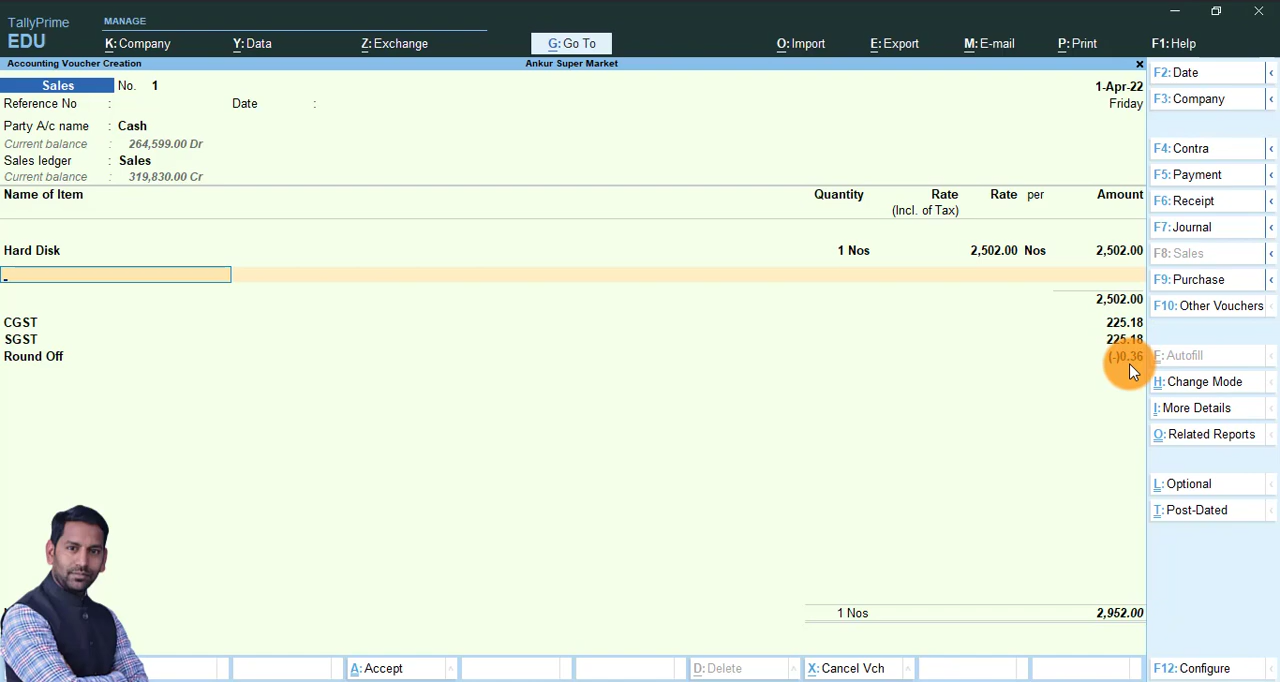 TallyPrime
EDU
MANAGE
K: Company
Y: Data
Z: Exchange
G: Go To
O: Import
E: Export
M: E-mail
P: Print
F1: Help
Accounting Voucher Creation
Ankur Super Market
Sales No. 1
1-Apr-22
Reference No : Date :
Friday
Party A/c name : Cash
Current balance : 264,599.00 Dr
Sales ledger : Sales
Current balance : 319,830.00 Cr
Name of Item Quantity Rate Rate per Amount
(Incl. of Tax)
Hard Disk 1 Nos 2,502.00 Nos 2,502.00
2,502.00
CGST 225.18
SGST 225.18
Round Off (-)0.36
1 Nos 2,952.00
F2: Date
F3: Company
F4: Contra
F5: Payment
F6: Receipt
F7: Journal
F8: Sales
F9: Purchase
F10: Other Vouchers
E: Autofill
H: Change Mode
I: More Details
O: Related Reports
L: Optional
T: Post-Dated
A: Accept
D: Delete
X: Cancel Vch
F12: Configure